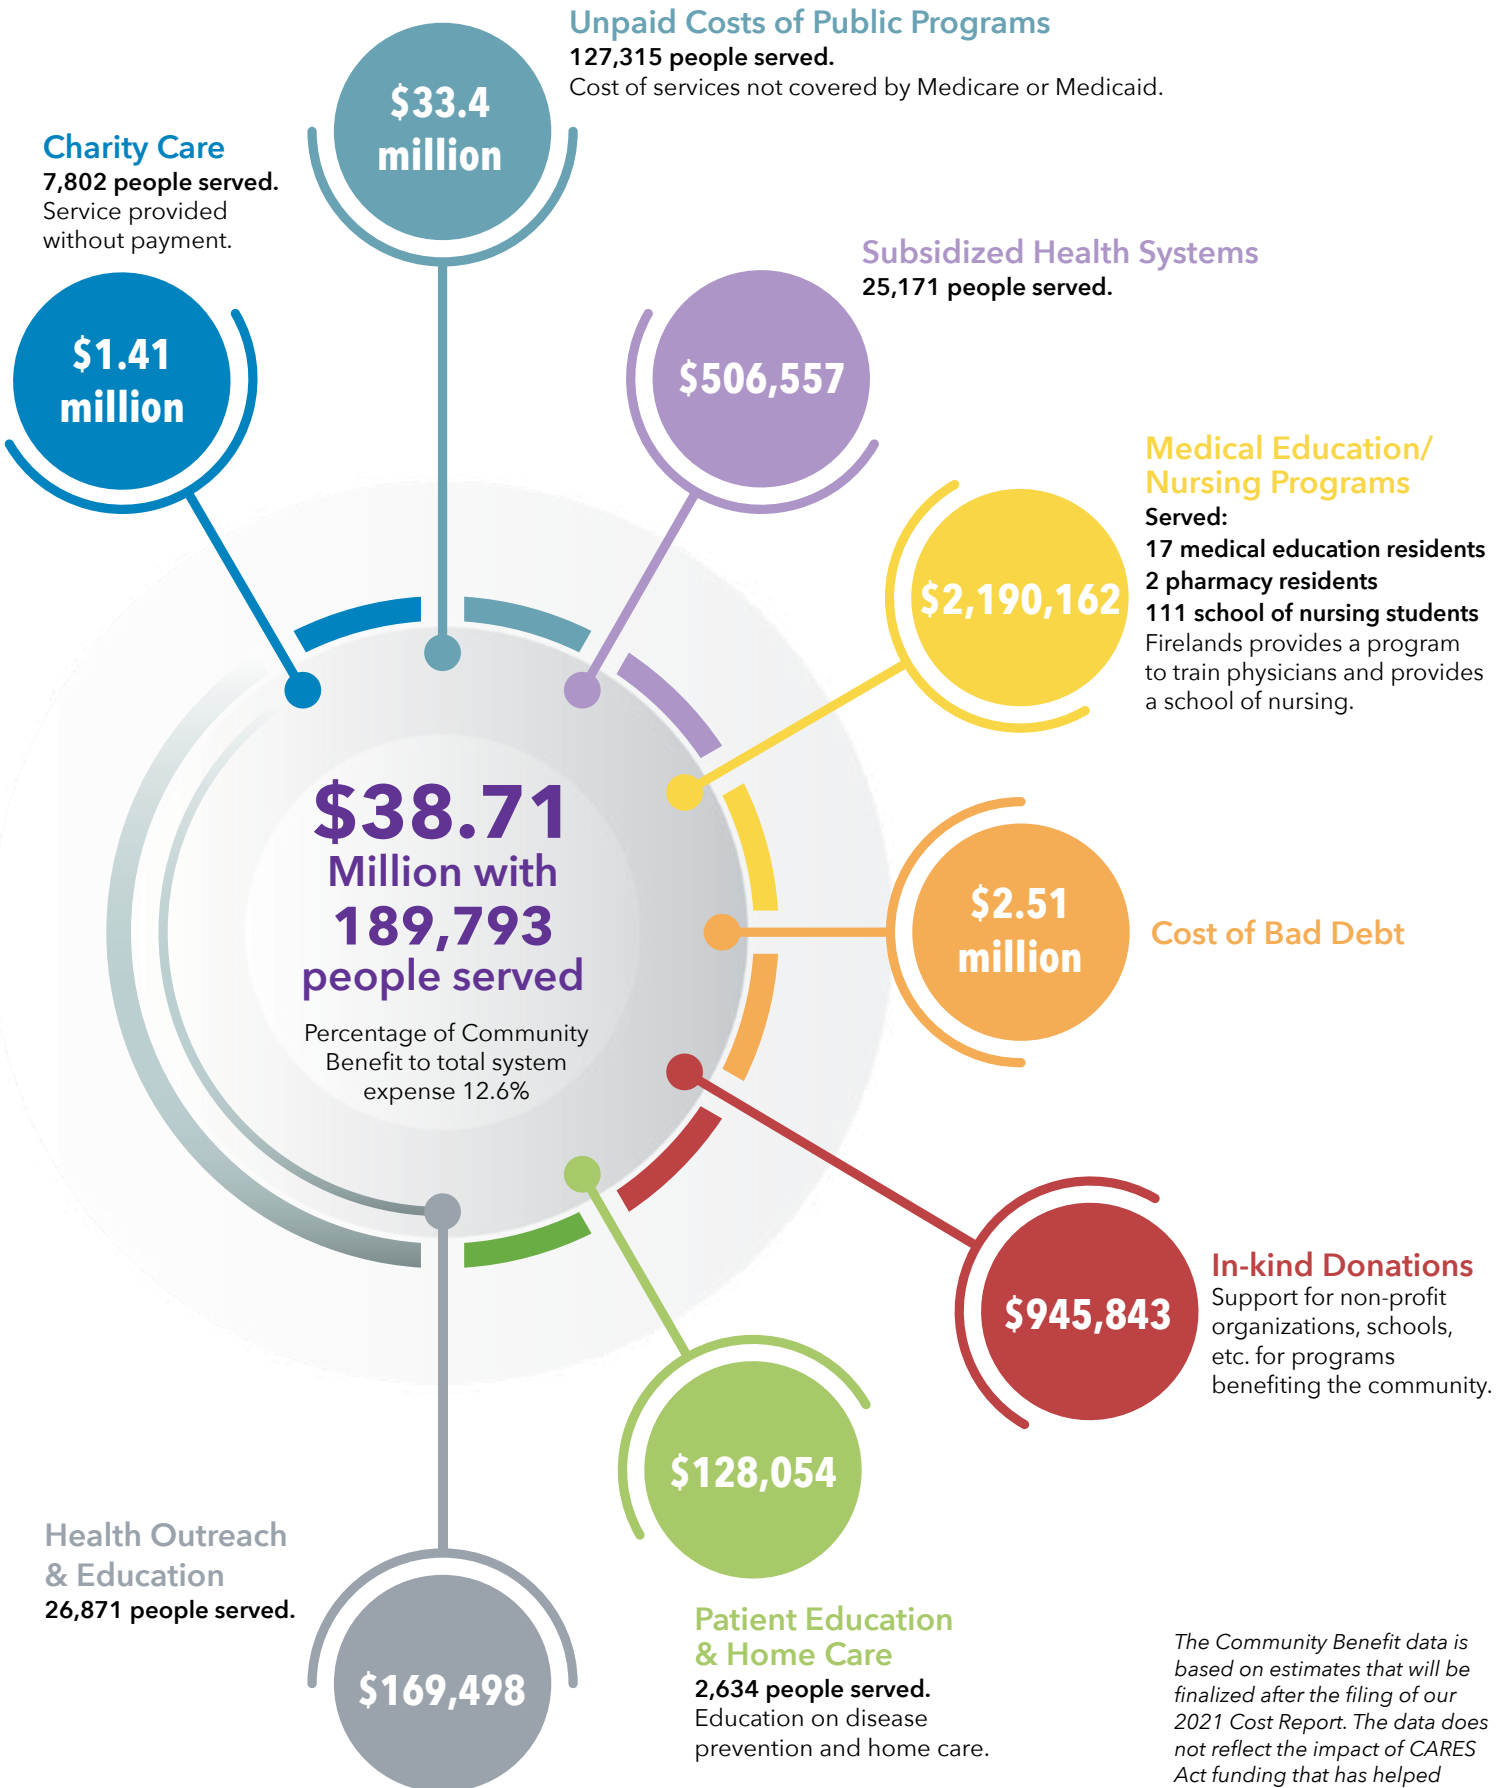 Unpaid Costs of Public Programs
127,315 people served.
Cost of services not covered by Medicare or Medicaid.
$33.4
million
Charity Care
7,802 people served.
Service provided
without payment.
$1.41
million
Subsidized Health Systems
25,171 people served.
$506,557
Medical Education/
Nursing Programs
Served:
17 medical education residents
2 pharmacy residents
111 school of nursing students
Firelands provides a program
to train physicians and provides
a school of nursing.
$2,190,162
$38.71
Million with
189,793
people served
Percentage of Community
Benefit to total system
expense 12.6%
$2.51
million
Cost of Bad Debt
In-kind Donations
Support for non-profit
organizations, schools,
etc. for programs
benefiting the community.
$945,843
$128,054
Patient Education
& Home Care
2,634 people served.
Education on disease
prevention and home care.
Health Outreach
& Education
26,871 people served.
$169,498
The Community Benefit data is
based on estimates that will be
finalized after the filing of our
2021 Cost Report. The data does
not reflect the impact of CARES
Act funding that has helped